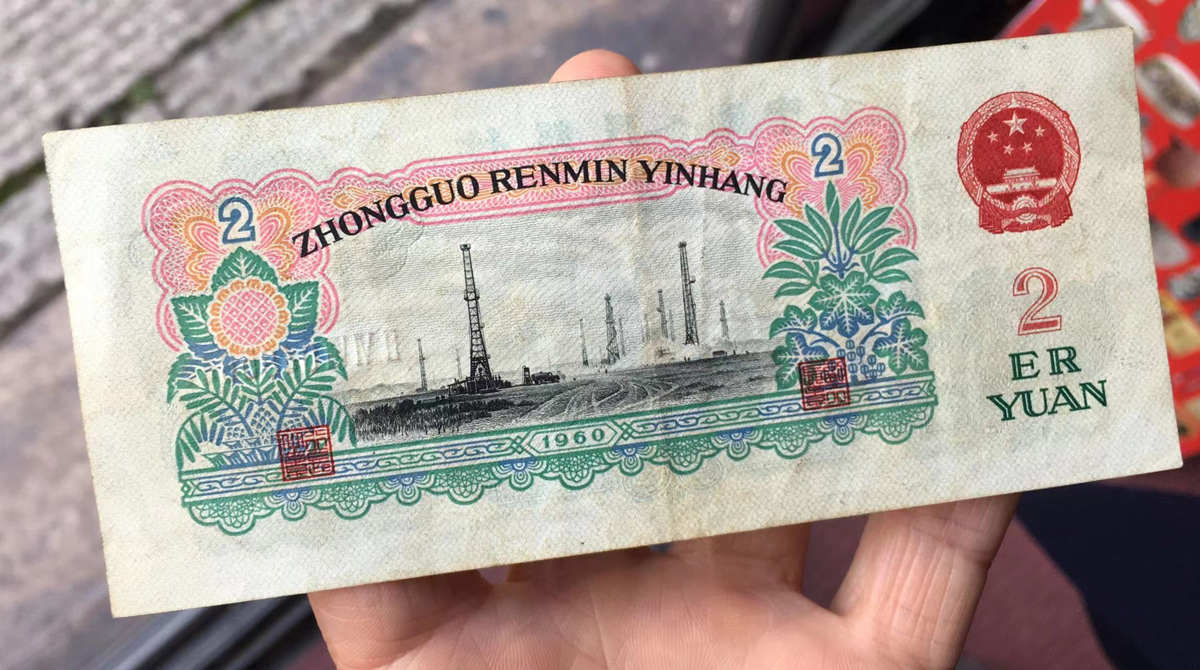 2
ZHONGGUO RENMIN YINHANG
2
2
ER
YUAN
1960